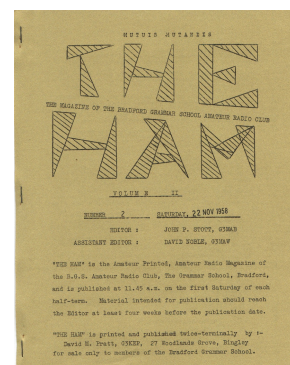 MUTUIS MUTANDIS
THE
THE MAGAZINE OF THE BRADFORD GRAMMAR SCHOOL AMATEUR RADIO CLUB
HAM
VOLUM E II
NUMBER 2 SATURDAY, 22 NOV 1958
EDITOR : JOHN P. STOTT, G3MAB
ASSISTANT EDITOR : DAVID NOBLE, G3MAW
"THE HAM" is the Amateur Printed, Amateur Radio Magazine of
the B.G.S. Amateur Radio Club, The Grammar School, Bradford,
and is published at 11.45 a.m. on the first Saturday of each
half-term. Material intended for publication should reach
the Editor at least four weeks before the publication date.
"THE HAM" is printed and published twice-terminally by :-
David M. Pratt, G3KEP, 27 Woodlands Grove, Bingley
for sale only to members of the Bradford Grammar School.